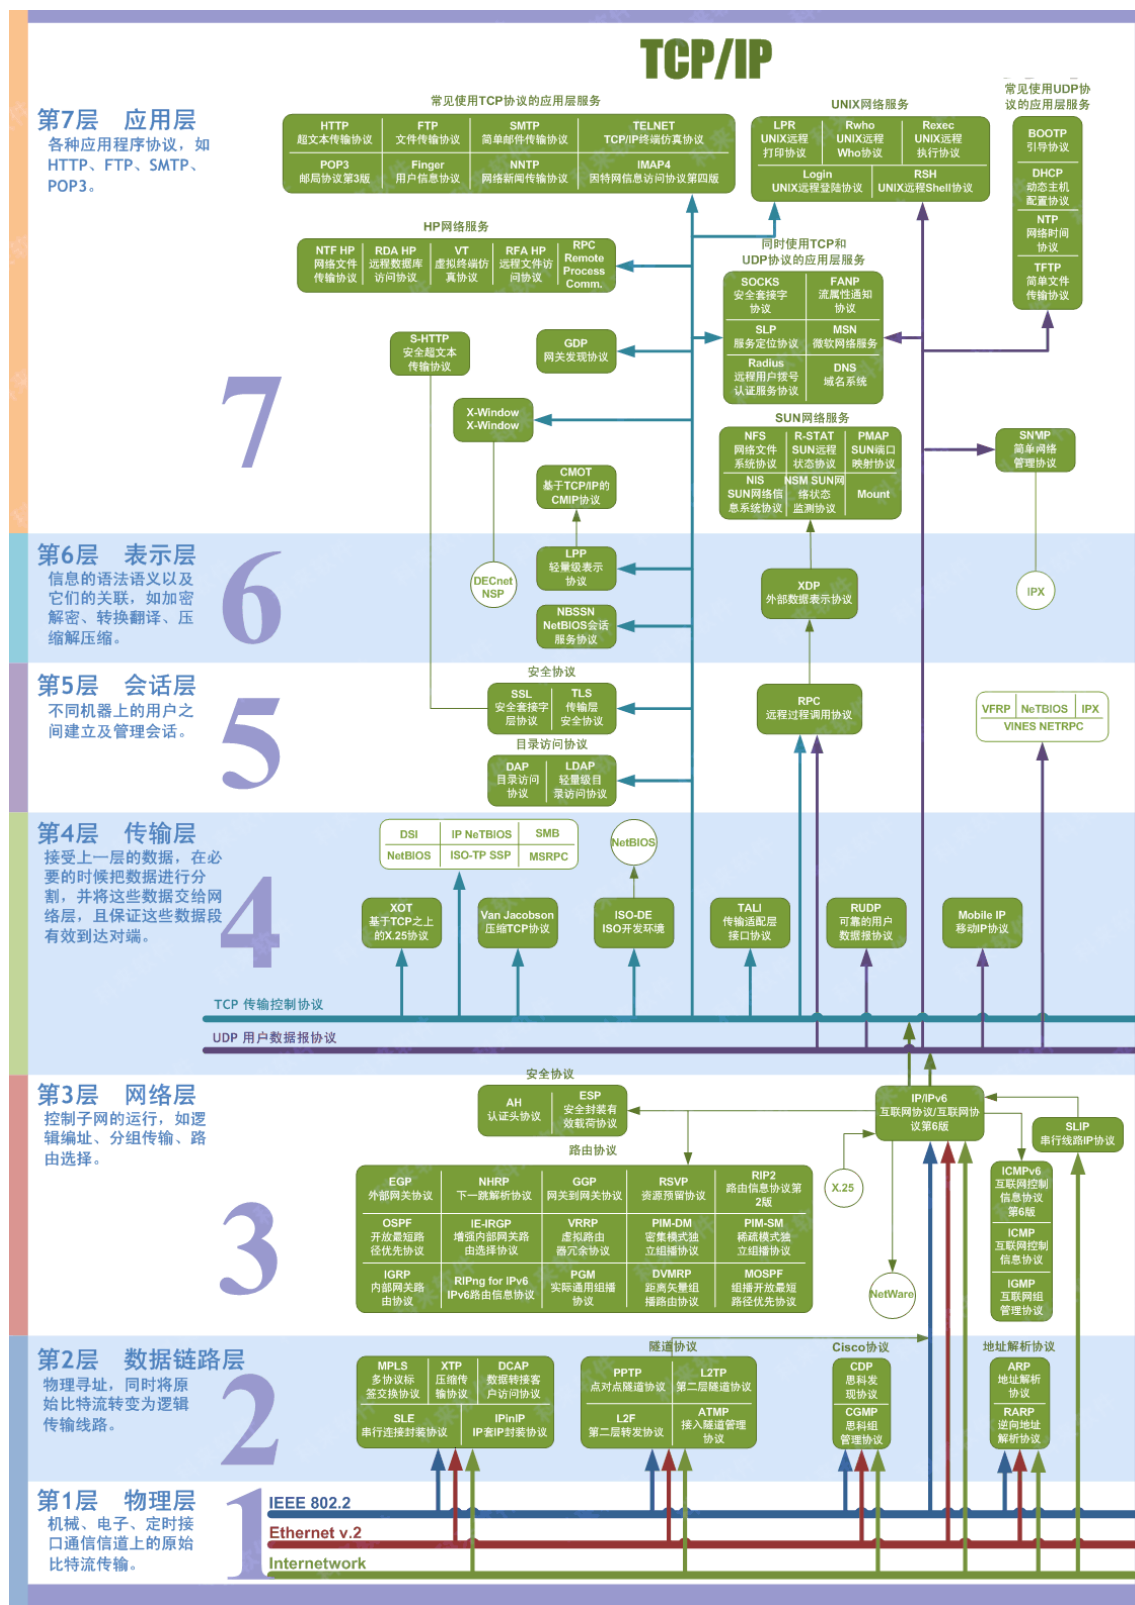 TCP/IP
第7层 应用层
各种应用程序协议，如
HTTP、FTP、SMTP、
POP3。
常见使用TCP协议的应用层服务
HTTP
超文本传输协议
FTP
文件传输协议
SMTP
简单邮件传输协议
TELNET
TCP/IP终端仿真协议
POP3
邮局协议第3版
Finger
用户信息协议
NNTP
网络新闻传输协议
IMAP4
因特网信息访问协议第四版
UNIX网络服务
LPR
UNIX远程
打印协议
Rwho
UNIX远程
Who协议
Rexec
UNIX远程
执行协议
Login
UNIX远程登陆协议
RSH
UNIX远程Shell协议
常见使用UDP协
议的应用层服务
BOOTP
引导协议
DHCP
动态主机
配置协议
NTP
网络时间
协议
TFTP
简单文件
传输协议
HP网络服务
NTF HP
网络文件
传输协议
RDA HP
远程数据库
访问协议
VT
虚拟终端仿
真协议
RFA HP
远程文件访
问协议
RPC
Remote
Process
Comm.
同时使用TCP和
UDP协议的应用层服务
SOCKS
安全套接字
协议
FANP
流属性通知
协议
SLP
服务定位协议
MSN
微软网络服务
Radius
远程用户拨号
认证服务协议
DNS
域名系统
S-HTTP
安全超文本
传输协议
GDP
网关发现协议
7
X-Window
X-Window
SUN网络服务
NFS
网络文件
系统协议
R-STAT
SUN远程
状态协议
PMAP
SUN端口
映射协议
NIS
SUN网络信
息系统协议
NSM SUN网
络状态
监测协议
Mount
SNMP
简单网络
管理协议
CMOT
基于TCP/IP的
CMIP协议
第6层 表示层
信息的语法语义以及
它们的关联，如加密
解密、转换翻译、压
缩解压缩。
6
DECnet
NSP
LPP
轻量级表示
协议
NBSSN
NetBIOS会话
服务协议
XDP
外部数据表示协议
IPX
第5层 会话层
不同机器上的用户之
间建立及管理会话。
5
安全协议
SSL
安全套接字
层协议
TLS
传输层
安全协议
目录访问协议
DAP
目录访问
协议
LDAP
轻量级目
录访问协议
RPC
远程过程调用协议
VFRP
NeTBIOS
IPX
VINES NETRPC
第4层 传输层
接受上一层的数据，在必
要的时候把数据进行分
割，并将这些数据交给网
络层，且保证这些数据段
有效到达对端。
4
DSI
IP NeTBIOS
SMB
NetBIOS
ISO-TP SSP
MSRPC
NetBIOS
XOT
基于TCP之上
的X.25协议
Van Jacobson
压缩TCP协议
ISO-DE
ISO开发环境
TALI
传输适配层
接口协议
RUDP
可靠的用户
数据报协议
Mobile IP
移动IP协议
TCP 传输控制协议
UDP 用户数据报协议
第3层 网络层
控制子网的运行，如逻
辑编址、分组传输、路
由选择。
3
安全协议
AH
认证头协议
ESP
安全封装有
效载荷协议
IP/IPv6
互联网协议/互联网协
议第6版
SLIP
串行线路IP协议
路由协议
EGP
外部网关协议
NHRP
下一跳解析协议
GGP
网关到网关协议
RSVP
资源预留协议
RIP2
路由信息协议第
2版
OSPF
开放最短路
径优先协议
IE-IRGP
增强内部网关路
由选择协议
VRRP
虚拟路由
器冗余协议
PIM-DM
密集模式独
立组播协议
PIM-SM
稀疏模式独
立组播协议
IGRP
内部网关路
由协议
RIPng for IPv6
IPv6路由信息协议
PGM
实际通用组播
协议
DVMRP
距离矢量组
播路由协议
MOSPF
组播开放最短
路径优先协议
X.25
NetWare
ICMPv6
互联网控制
信息协议
第6版
ICMP
互联网控制
信息协议
IGMP
互联网组
管理协议
第2层 数据链路层
物理寻址，同时将原
始比特流转变为逻辑
传输线路。
2
MPLS
多协议标
签交换协议
XTP
压缩传
输协议
DCAP
数据转接客
户访问协议
SLE
串行连接封装协议
IPinIP
IP套IP封装协议
隧道协议
PPTP
点对点隧道协议
L2TP
第二层隧道协议
L2F
第二层转发协议
ATMP
接入隧道管理
协议
Cisco协议
CDP
思科发
现协议
CGMP
思科组
管理协议
地址解析协议
ARP
地址解析
协议
RARP
逆向地址
解析协议
第1层 物理层
机械、电子、定时接
口通信信道上的原始
比特流传输。
1
IEEE 802.2
Ethernet v.2
Internetwork